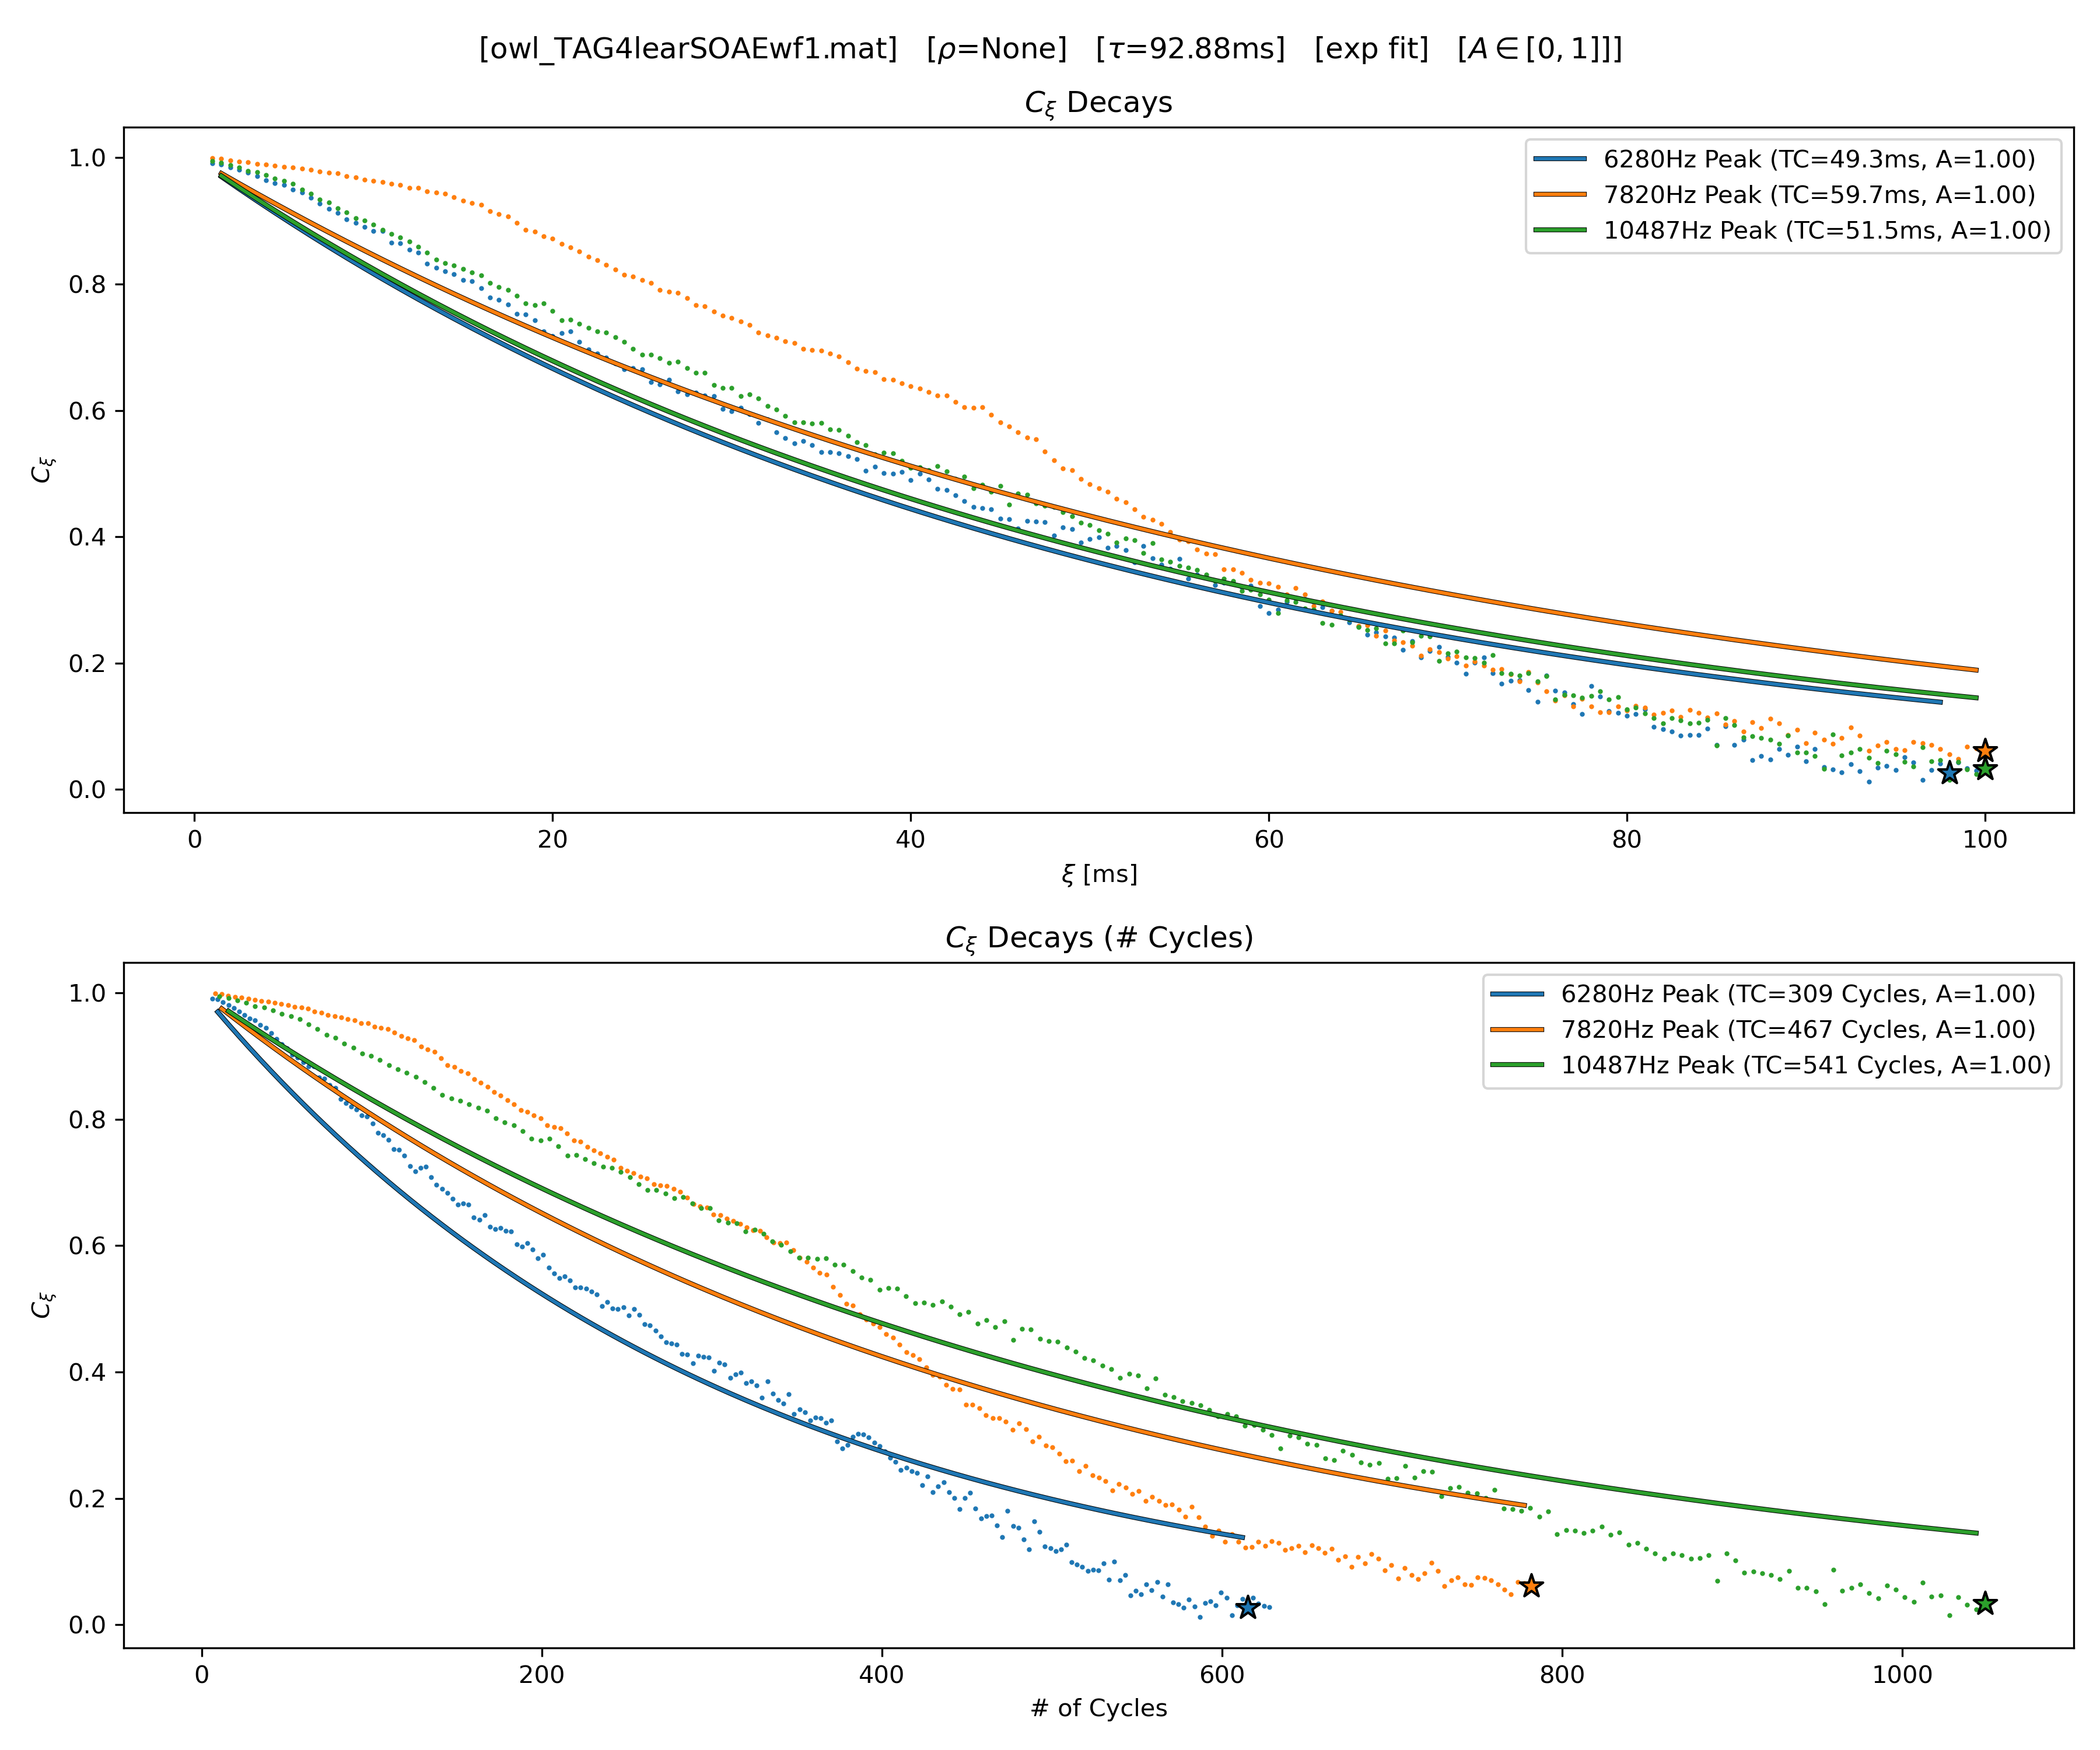 [owl_TAG4learSOAEwf1.mat]   [ρ=None]   [τ=92.88ms]   [exp fit]   [A ∈ [0, 1]]]
C_ξ Decays
1.0
0.8
0.6
0.4
0.2
0.0
C_ξ
6280Hz Peak (TC=49.3ms, A=1.00)
7820Hz Peak (TC=59.7ms, A=1.00)
10487Hz Peak (TC=51.5ms, A=1.00)
0 20 40 60 80 100
ξ [ms]
C_ξ Decays (# Cycles)
1.0
0.8
0.6
0.4
0.2
0.0
C_ξ
6280Hz Peak (TC=309 Cycles, A=1.00)
7820Hz Peak (TC=467 Cycles, A=1.00)
10487Hz Peak (TC=541 Cycles, A=1.00)
0 200 400 600 800 1000
# of Cycles